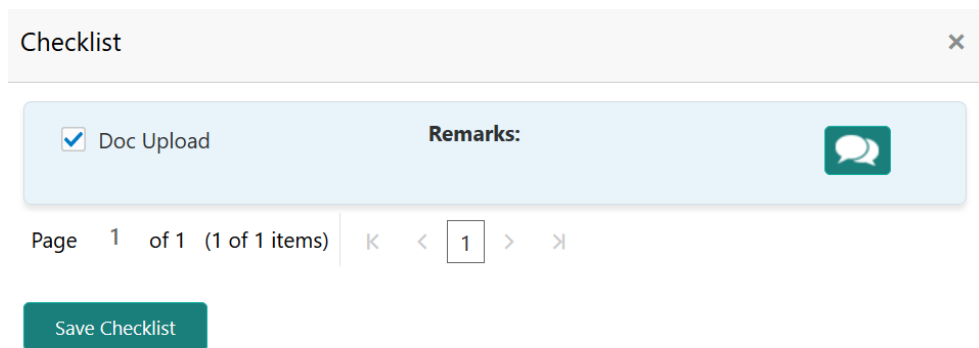 Checklist
Doc Upload Remarks:
Page 1 of 1 (1 of 1 items) 1
Save Checklist